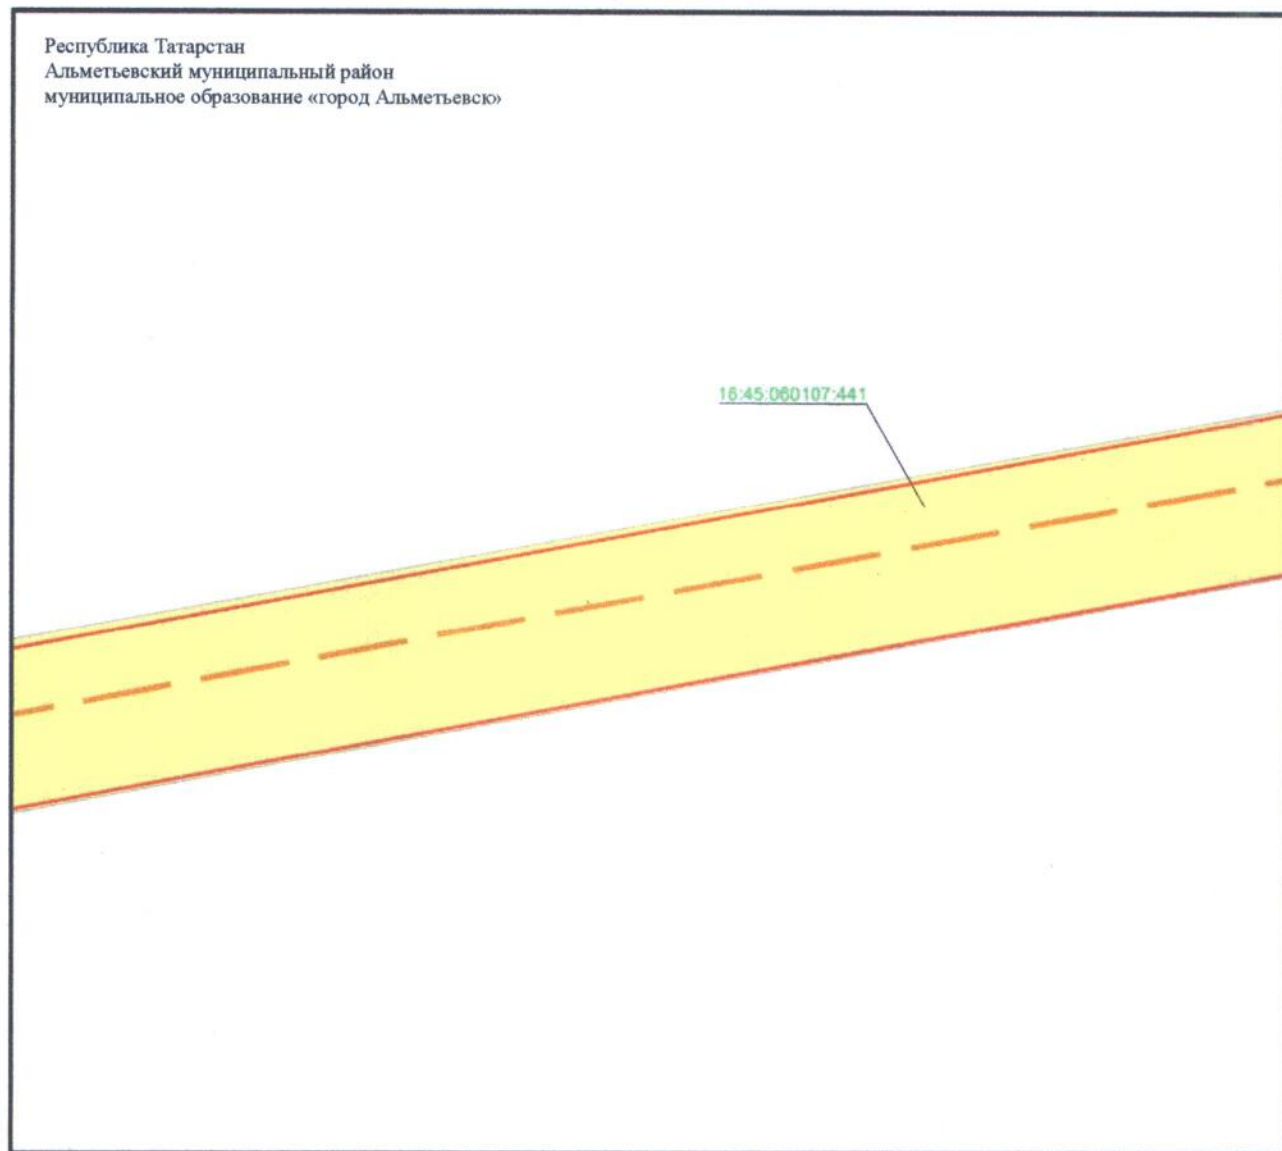 Республика Татарстан
Альметьевский муниципальный район
муниципальное образование «город Альметьевск»
16:45:060107:441